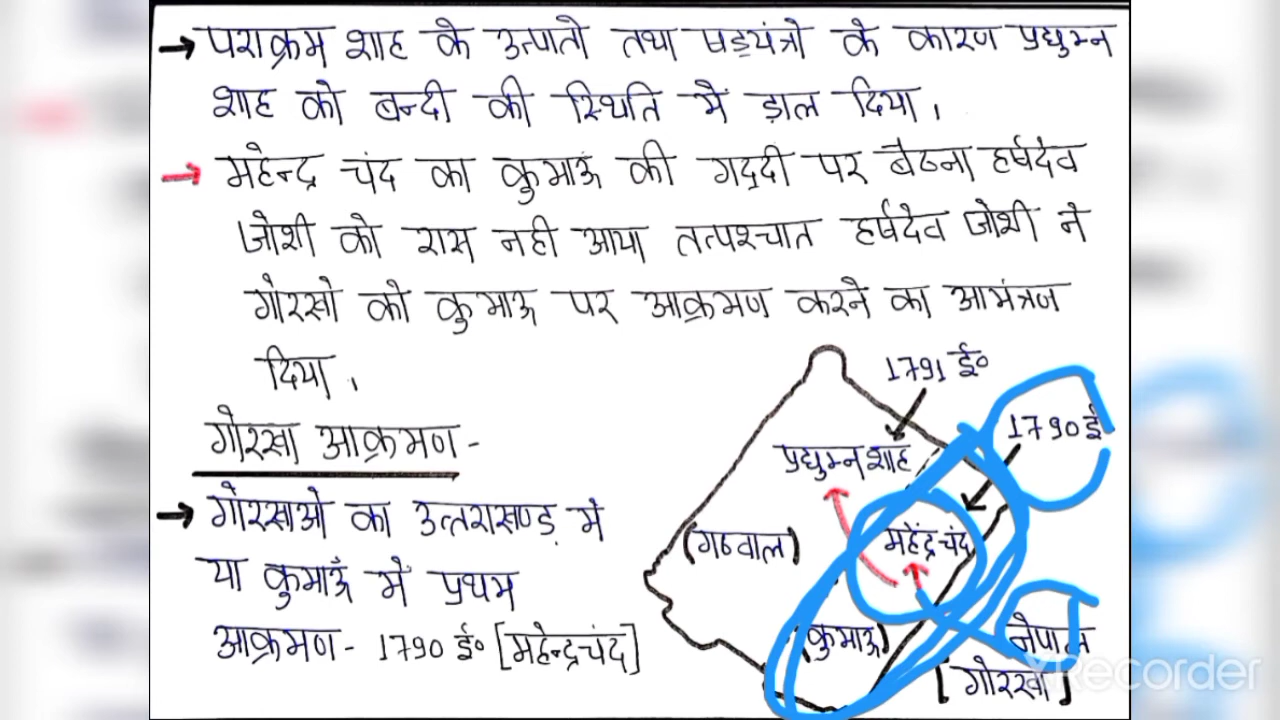 → पराक्रम शाह के उत्पातो तथा षड़यंत्रो के कारण प्रद्युम्न
शाह को बन्दी की स्थिति मे ड़ाल दिया।
→ महेन्द्र चंद का कुमाऊ की गद्दी पर बैठना हर्षदेव
जोशी को रास नही आया तत्पश्चात हर्षदेव जोशी ने
गोरखो को कुमाऊ पर आक्रमण करने का आमंत्रण
दिया।
गोरखा आक्रमण-
→ गोरखाओ का उत्तराखण्ड़ मे
या कुमाऊँ मे प्रथम
आक्रमण- 1790 ई० [महेन्द्रचंद]
1791 ई०
1790 ई
प्रद्युम्न शाह
(गढवाल)
महेंद्रचंद
(कुमाऊ)
नेपाल
[गोरखा]
XRecorder